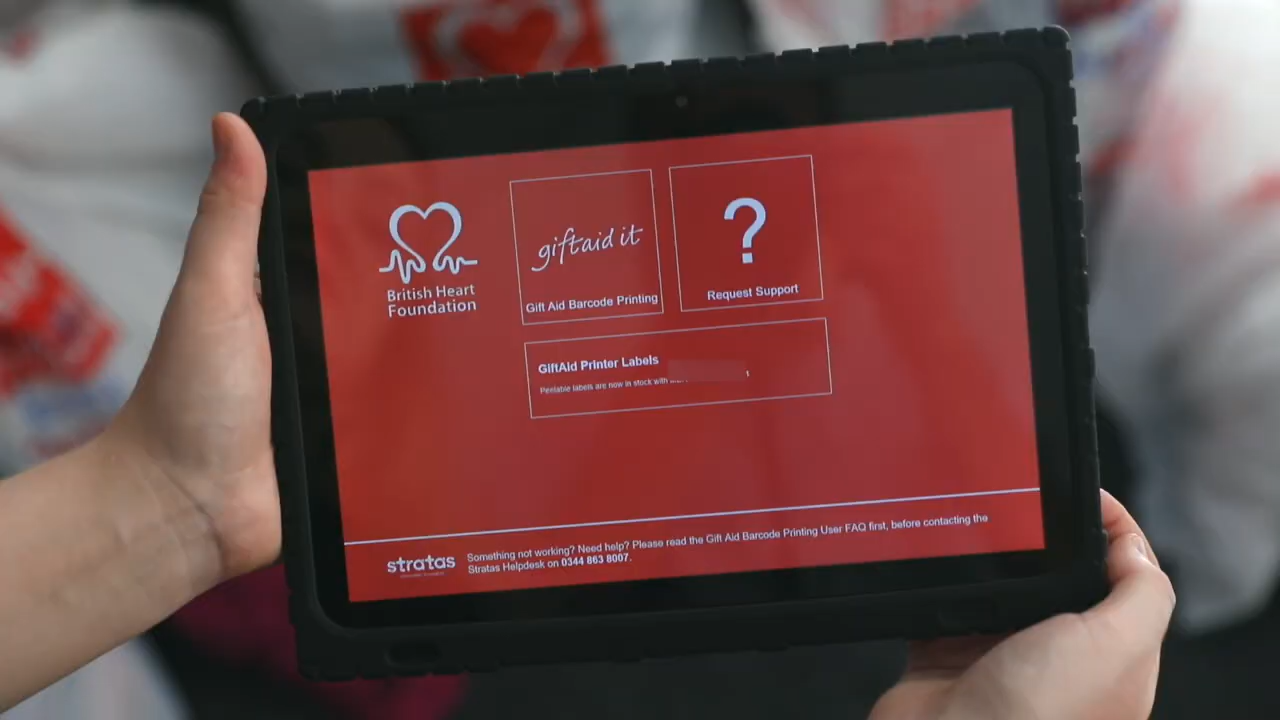 British Heart
Foundation
giftaid it
Gift Aid Barcode Printing
?
Request Support
GiftAid Printer Labels
Peelable labels are now in stock with
stratas
Something not working? Need help? Please read the Gift Aid Barcode Printing User FAQ first, before contacting the
Stratas Helpdesk on 0344 863 8007.